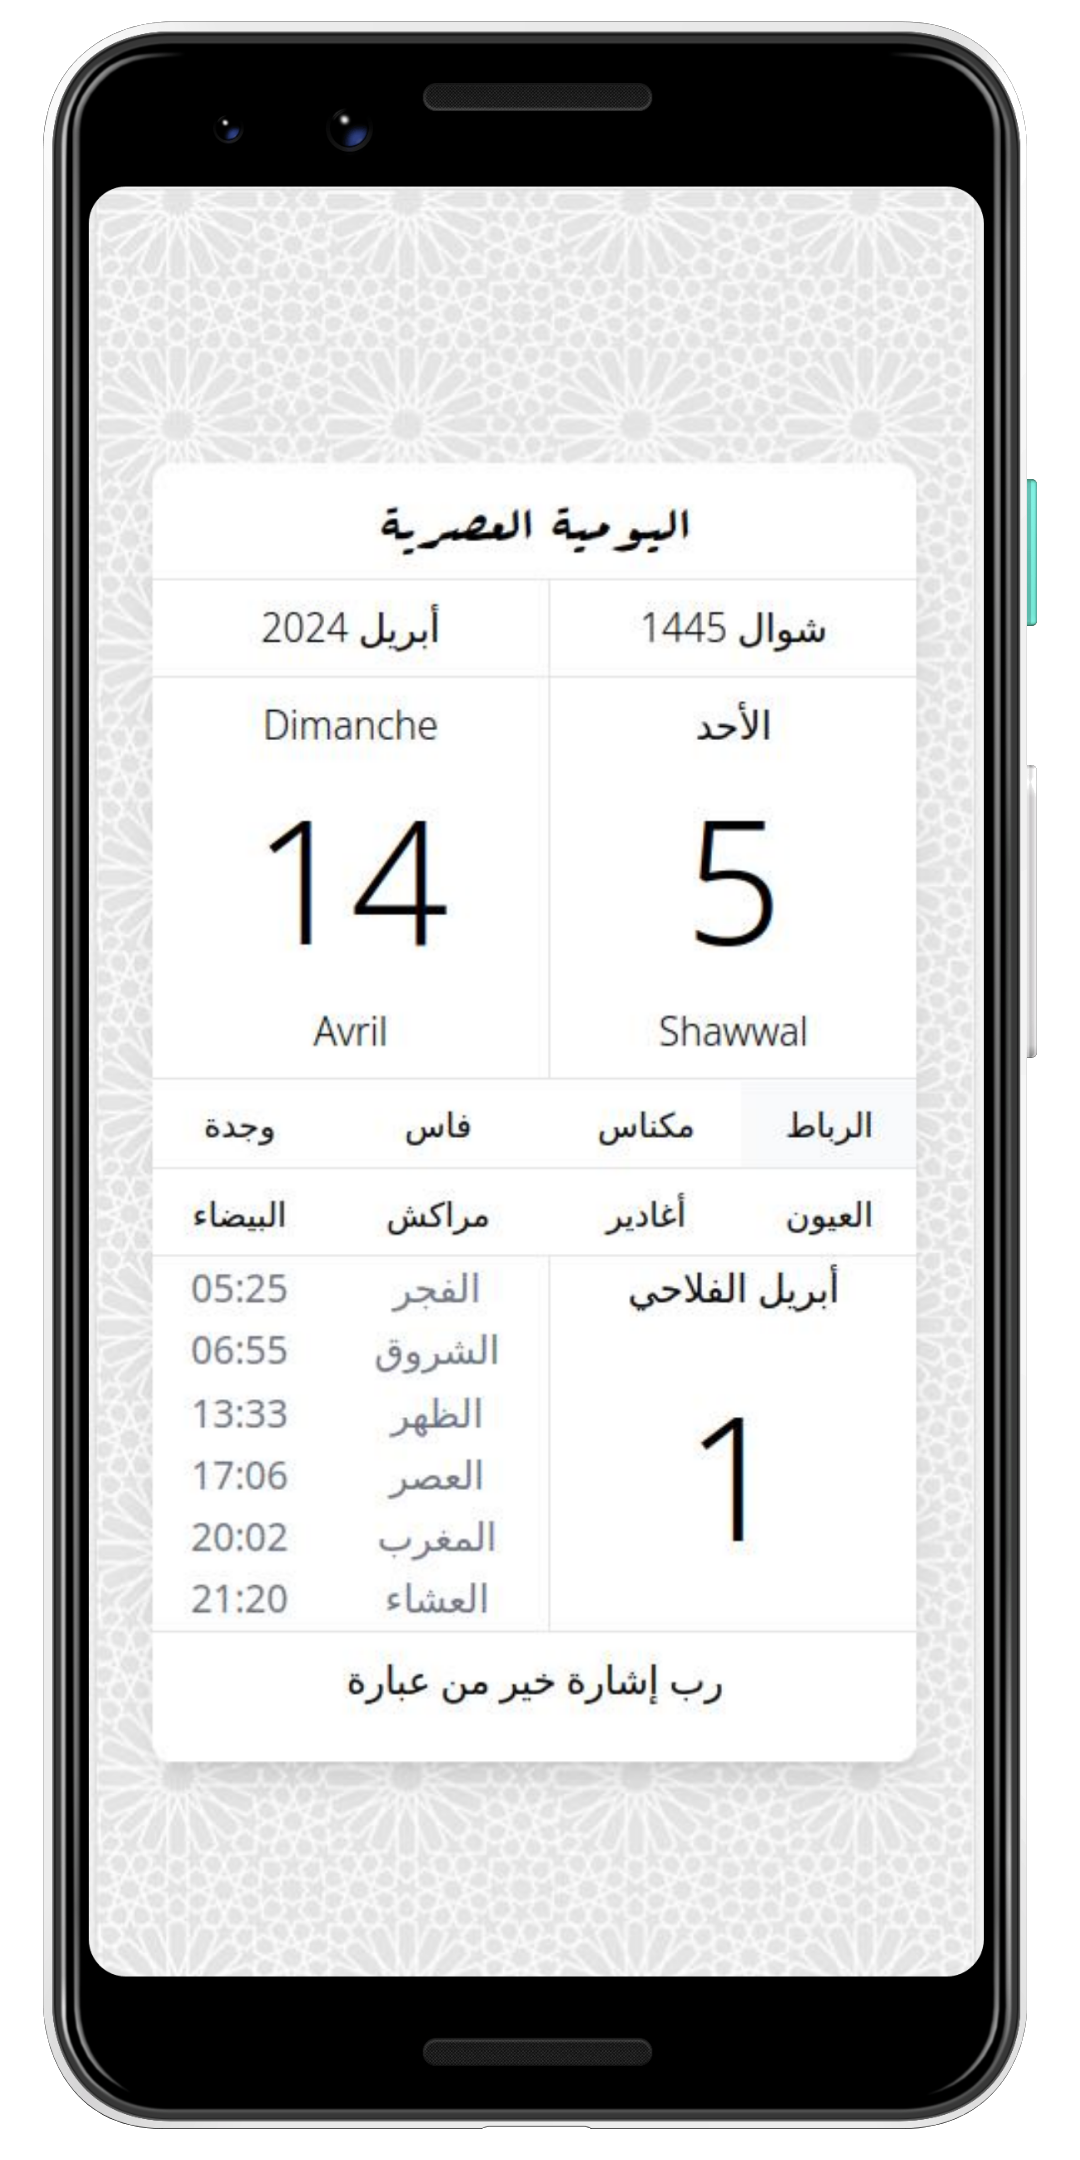 اليومية العصرية
شوال 1445
أبريل 2024
الأحد
5
Shawwal
Dimanche
14
Avril
الرباط مكناس فاس وجدة
العيون أغادير مراكش البيضاء
أبريل الفلاحي
1
الفجر 05:25
الشروق 06:55
الظهر 13:33
العصر 17:06
المغرب 20:02
العشاء 21:20
رب إشارة خير من عبارة